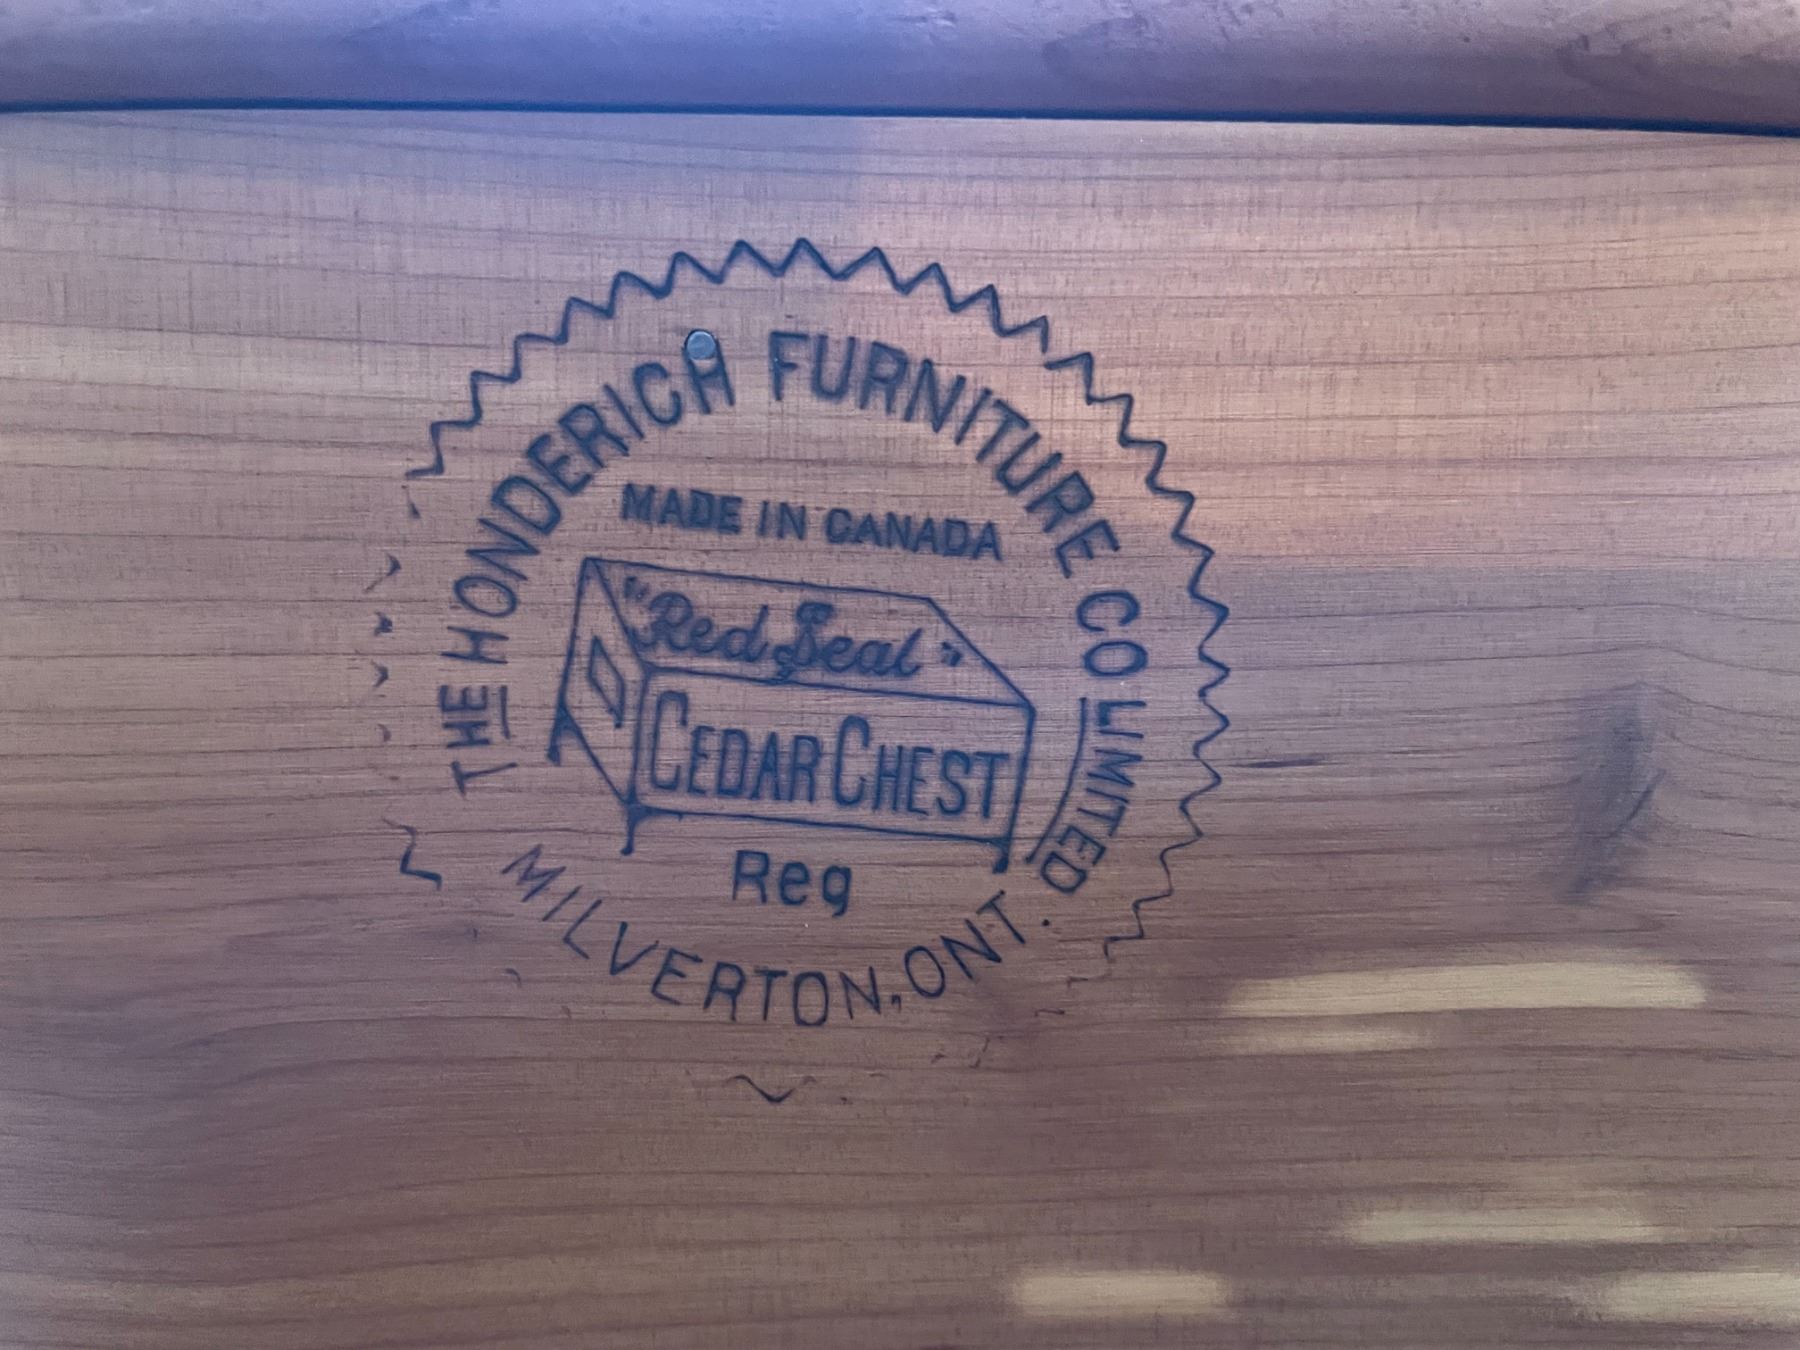 THE HONDERICH FURNITURE CO LIMITED
MADE IN CANADA
"Red Seal"
CEDAR CHEST
Reg
MILVERTON, ONT.